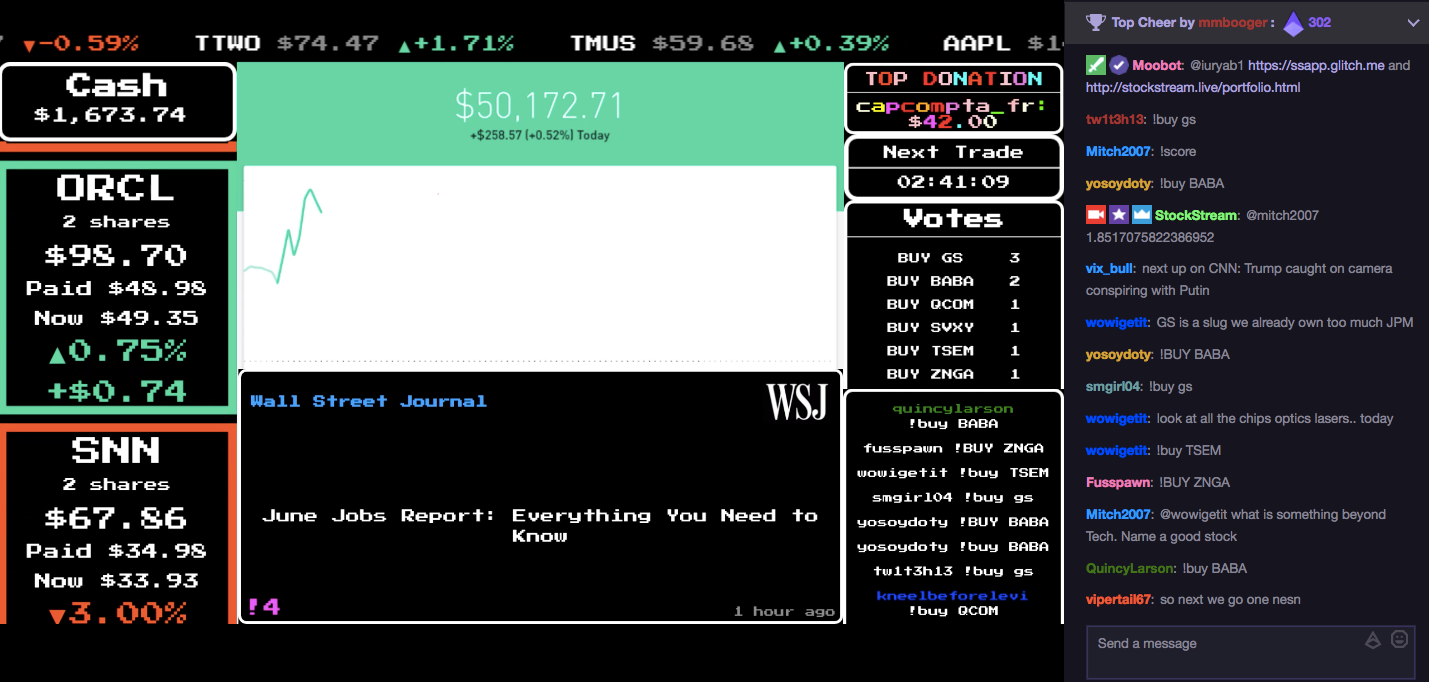 ▼-0.59% TTWO $74.47 ▲+1.71% TMUS $59.68 ▲+0.39% AAPL
Cash
$1,673.74
ORCL
2 shares
$98.70
Paid $48.98
Now $49.35
▲0.75%
+$0.74
SNN
2 shares
$67.86
Paid $34.98
Now $33.93
▼3.00%
$50,172.71
+$258.57 (+0.52%) Today
Wall Street Journal
WSJ
June Jobs Report: Everything You Need to
Know
!4
1 hour ago
TOP DONATION
capcompta_fr:
$42.00
Next Trade
02:41:09
Votes
BUY GS 3
BUY BABA 2
BUY QCOM 1
BUY SVXY 1
BUY TSEM 1
BUY ZNGA 1
quincylarson
!buy BABA
fusspawn !BUY ZNGA
wowigetit !buy TSEM
smgirl04 !buy gs
yosoydoty !BUY BABA
yosoydoty !buy BABA
tw1t3h13 !buy gs
kneelbeforelevi
!buy QCOM
Top Cheer by mmbooger: 302
Moobot: @iuryab1 https://ssapp.glitch.me and
http://stockstream.live/portfolio.html
tw1t3h13: !buy gs
Mitch2007: !score
yosoydoty: !buy BABA
StockStream: @mitch2007
1.8517075822386952
vix_bull: next up on CNN: Trump caught on camera
conspiring with Putin
wowigetit: GS is a slug we already own too much JPM
yosoydoty: !BUY BABA
smgirl04: !buy gs
wowigetit: look at all the chips optics lasers.. today
wowigetit: !buy TSEM
Fusspawn: !BUY ZNGA
Mitch2007: @wowigetit what is something beyond
Tech. Name a good stock
QuincyLarson: !buy BABA
vipertail67: so next we go one nesn
Send a message